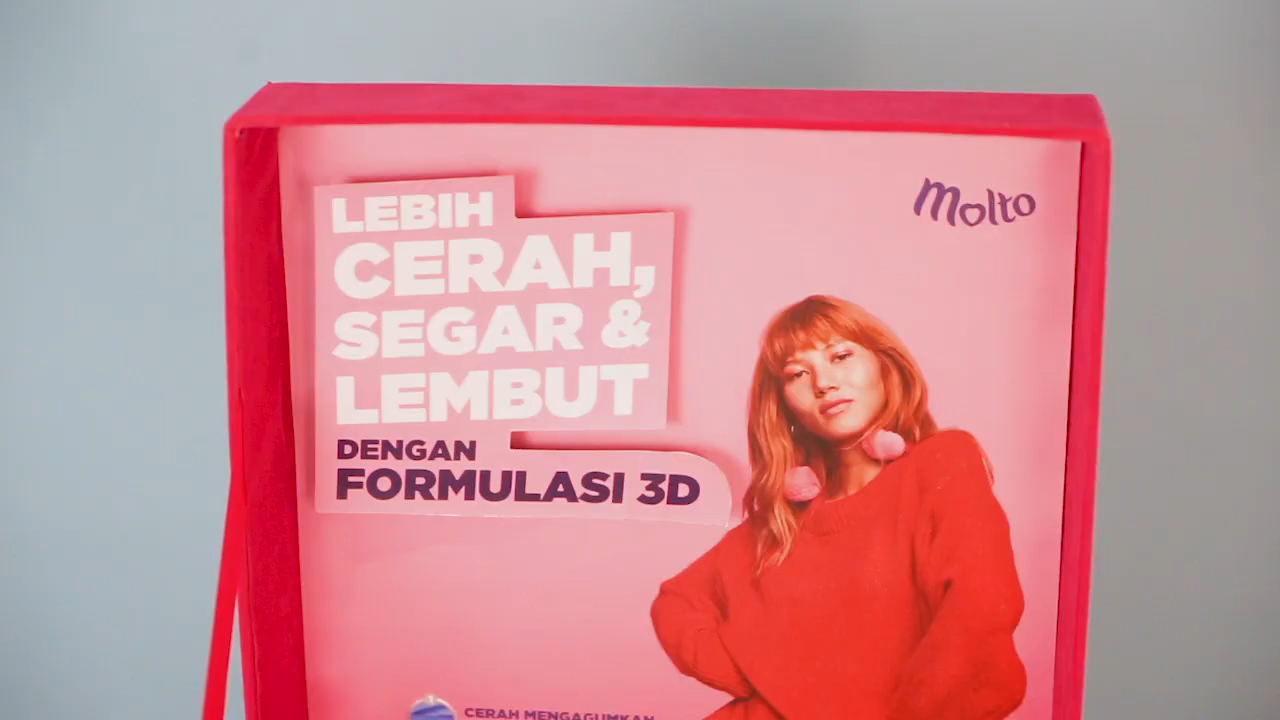 Molto
LEBIH
CERAH,
SEGAR &
LEMBUT
DENGAN
FORMULASI 3D
CERAH MENGAGUMKAN